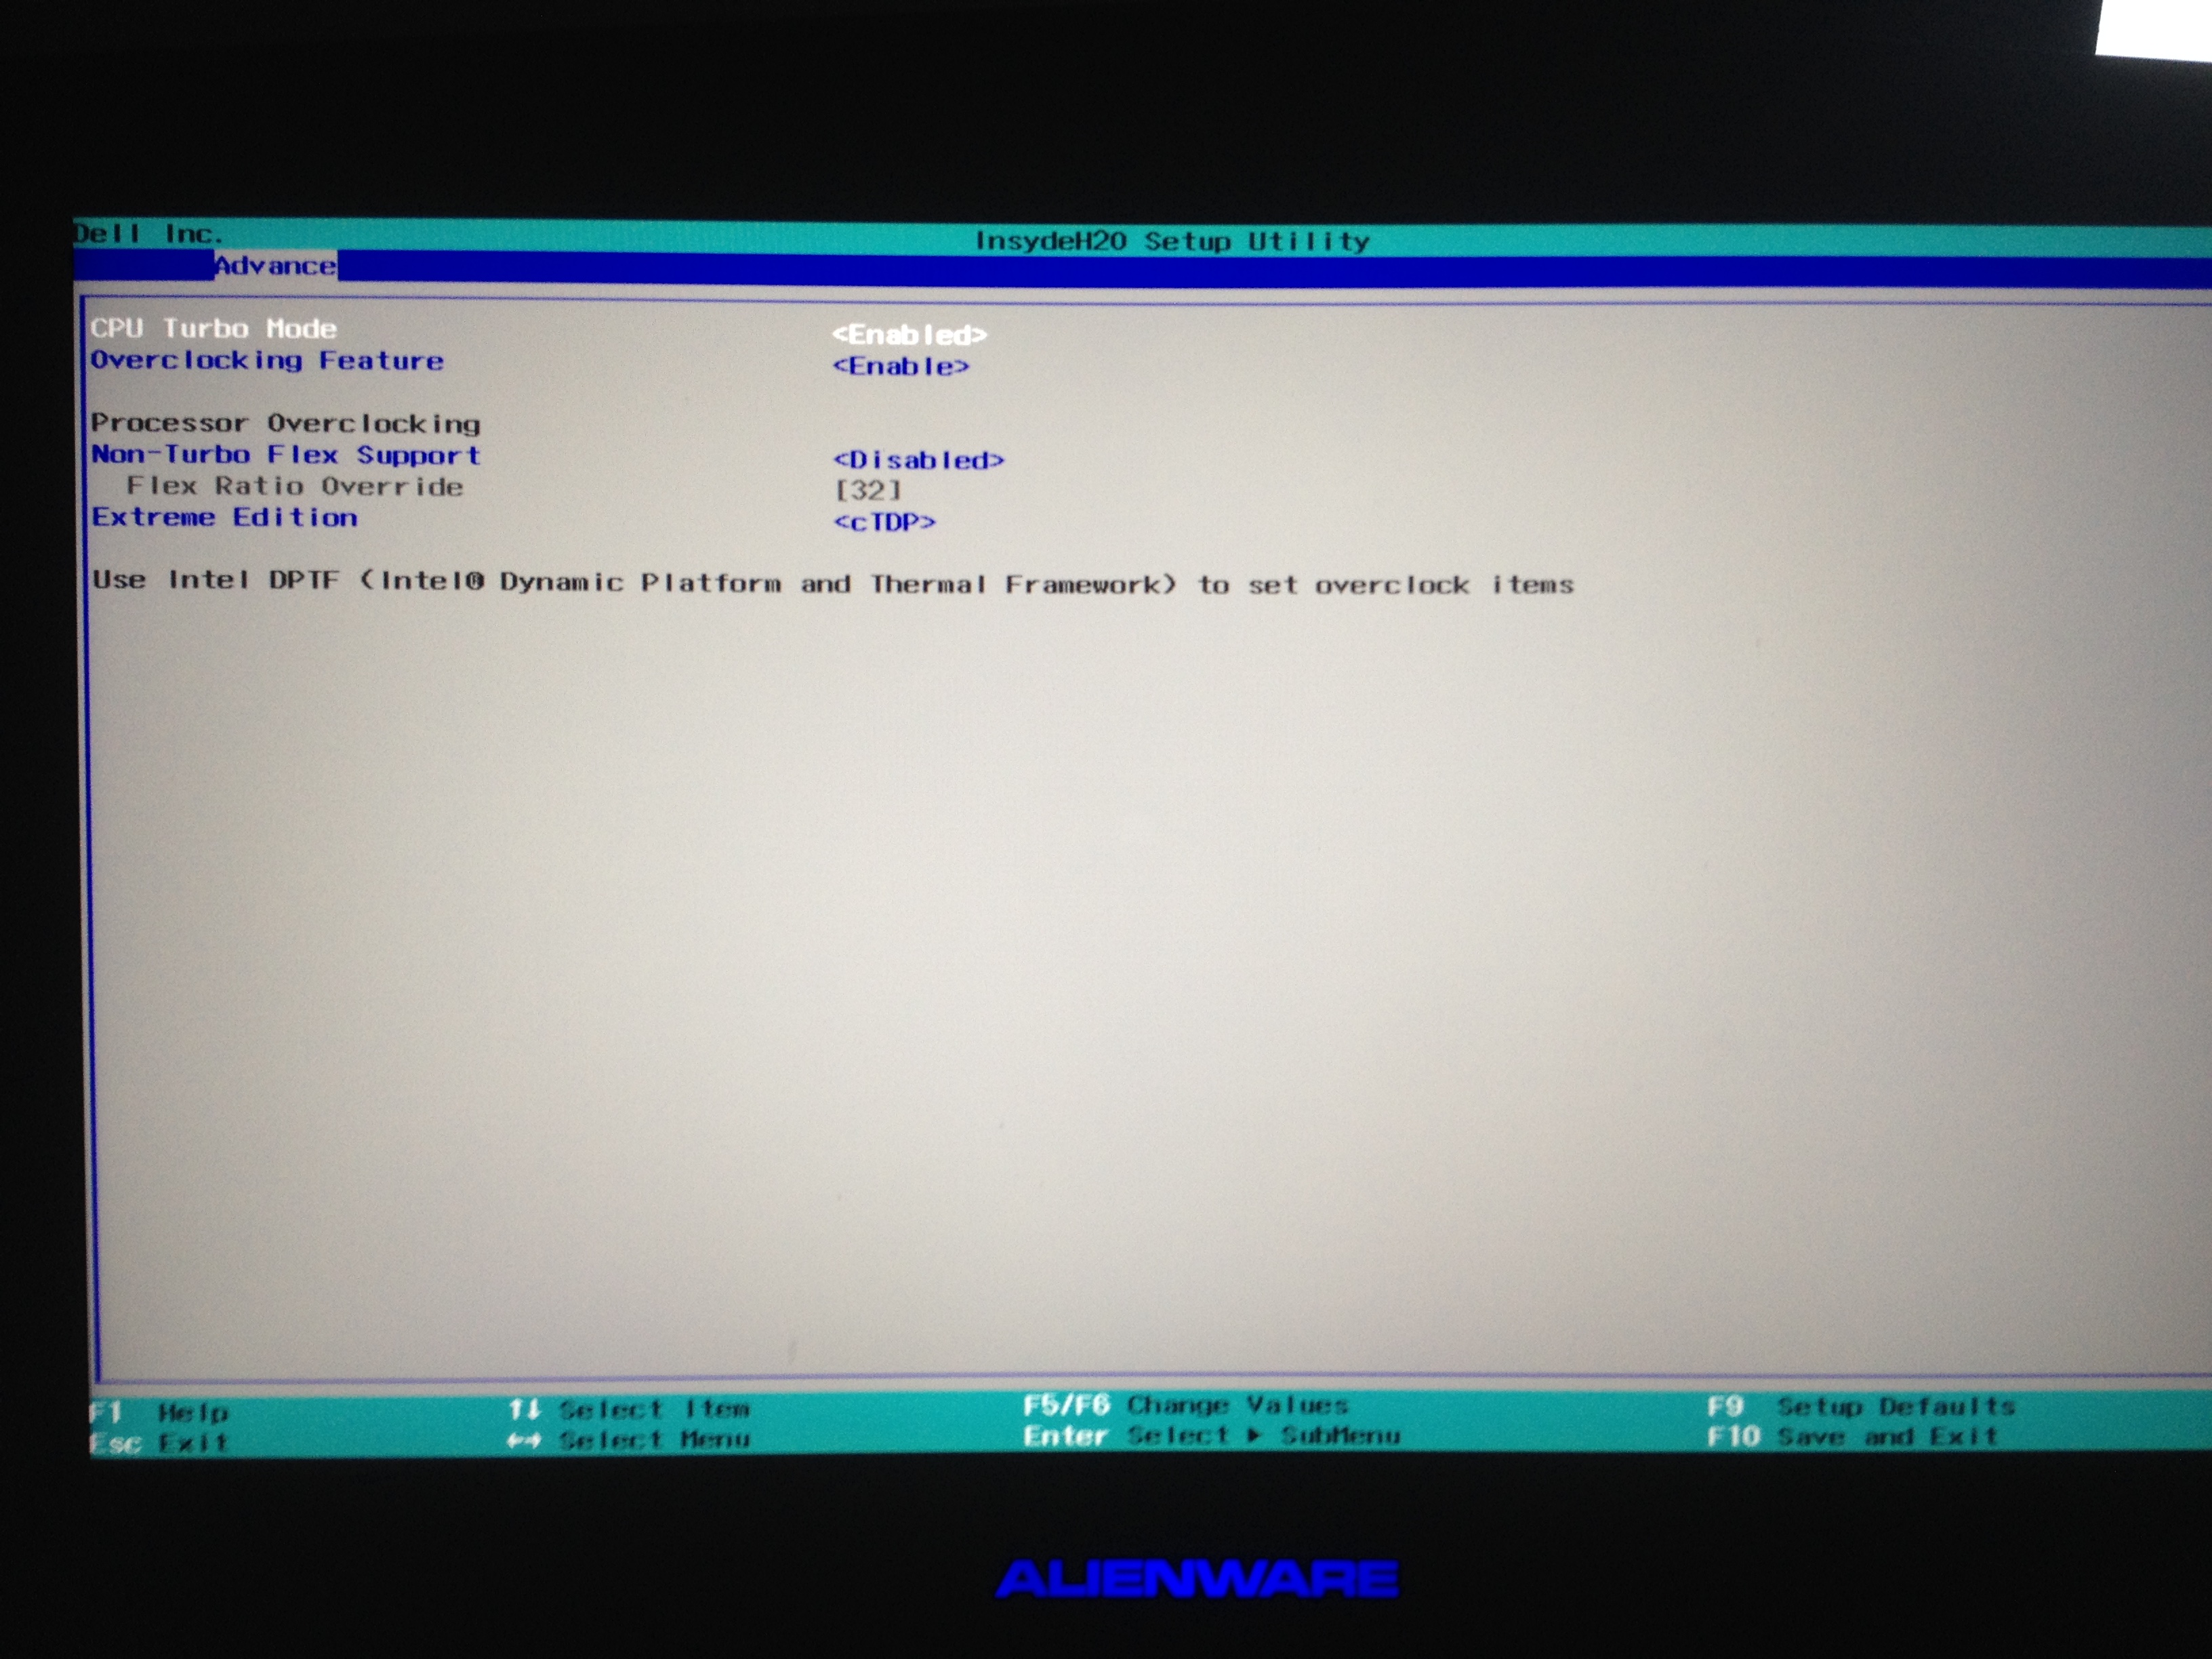 Dell Inc.
InsydeH2O Setup Utility
Advance
CPU Turbo Mode <Enabled>
Overclocking Feature <Enable>
Processor Overclocking
Non-Turbo Flex Support <Disabled>
Flex Ratio Override [32]
Extreme Edition <cTDP>
Use Intel DPTF (Intel® Dynamic Platform and Thermal Framework) to set overclock items
F1 Help ↑↓ Select Item F5/F6 Change Values F9 Setup Defaults
Esc Exit ←→ Select Menu Enter Select ▶ SubMenu F10 Save and Exit
ALIENWARE